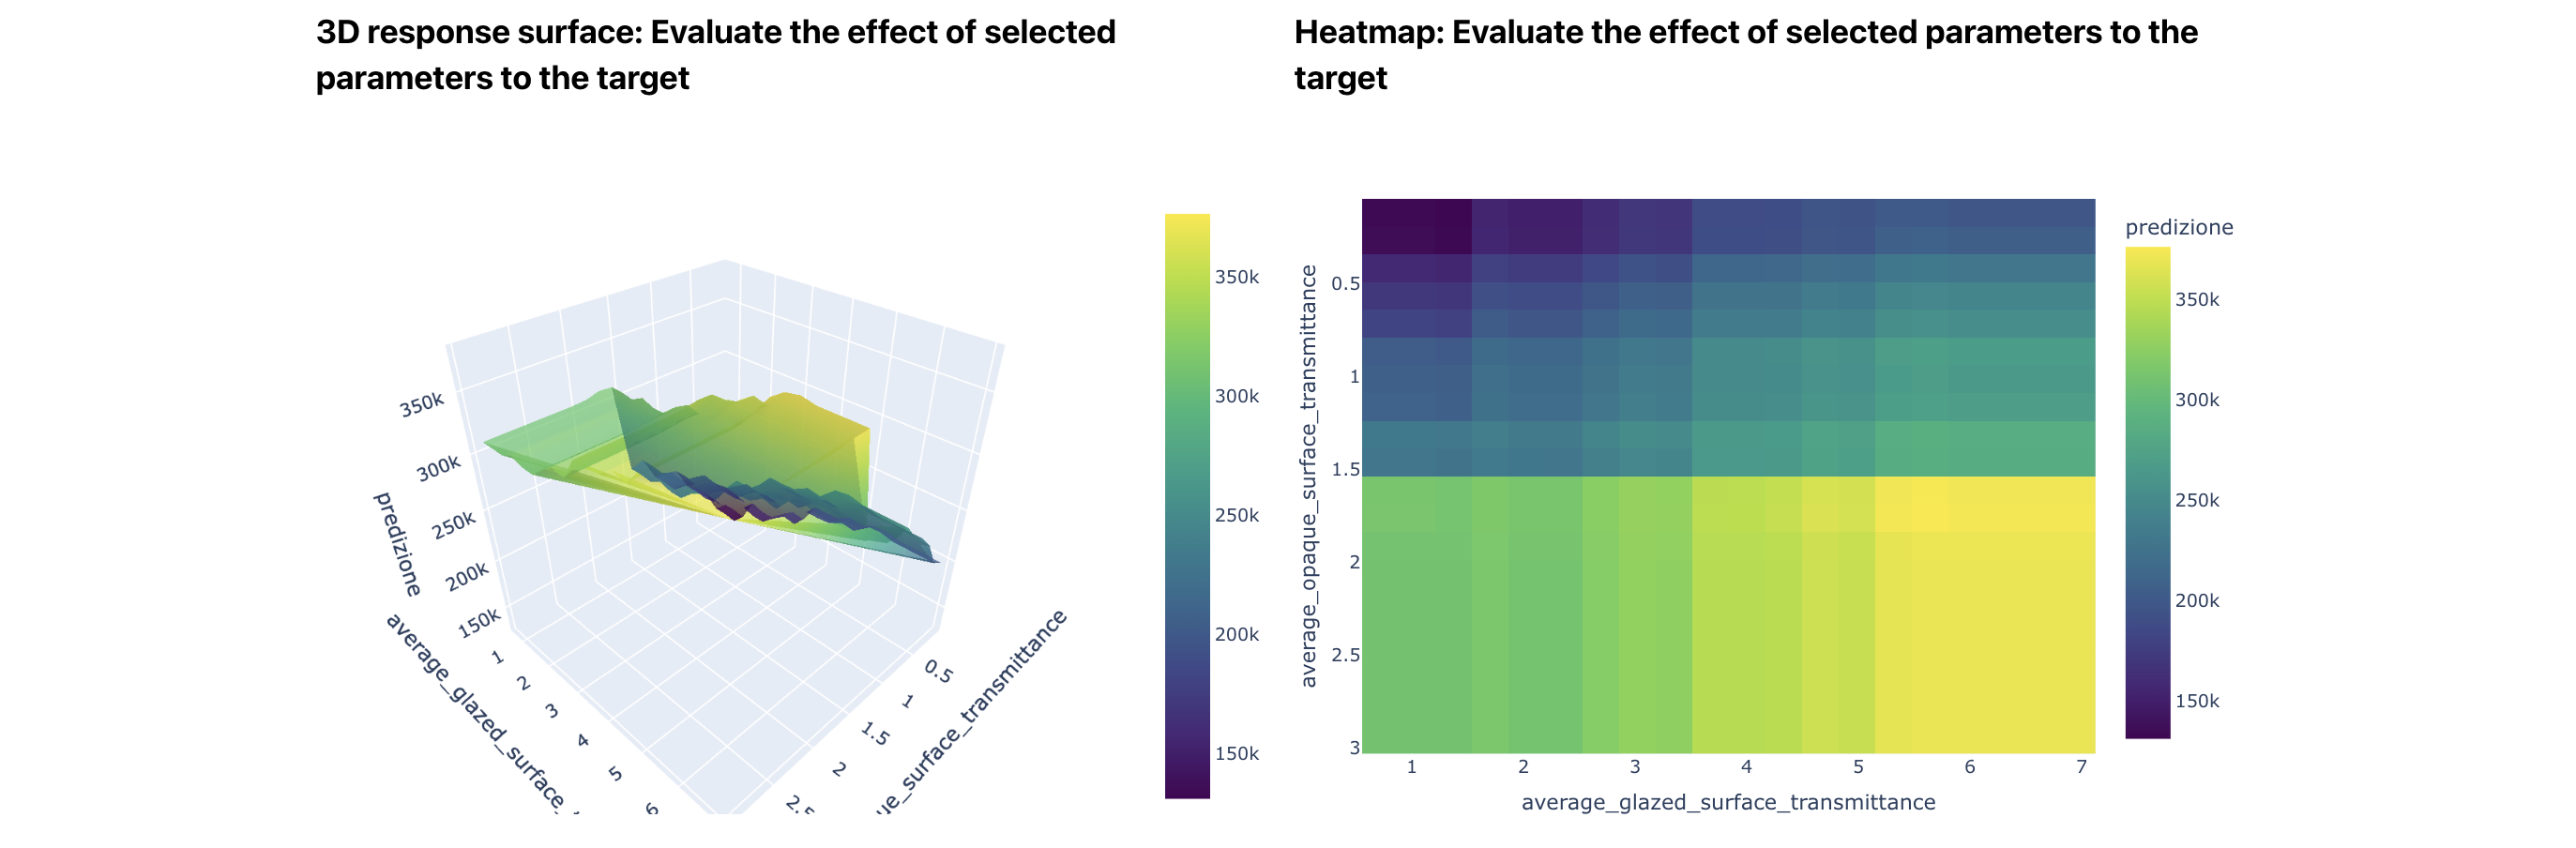 3D response surface: Evaluate the effect of selected
parameters to the target
350k
300k
250k
200k
150k
predizione
average_glazed_surface_
1
2
3
4
5
6
0.5
1
1.5
2
2.5
ue_surface_transmittance
350k
300k
250k
200k
150k
Heatmap: Evaluate the effect of selected parameters to the
target
average_opaque_surface_transmittance
0.5
1
1.5
2
2.5
3
1
2
3
4
5
6
7
average_glazed_surface_transmittance
predizione
350k
300k
250k
200k
150k